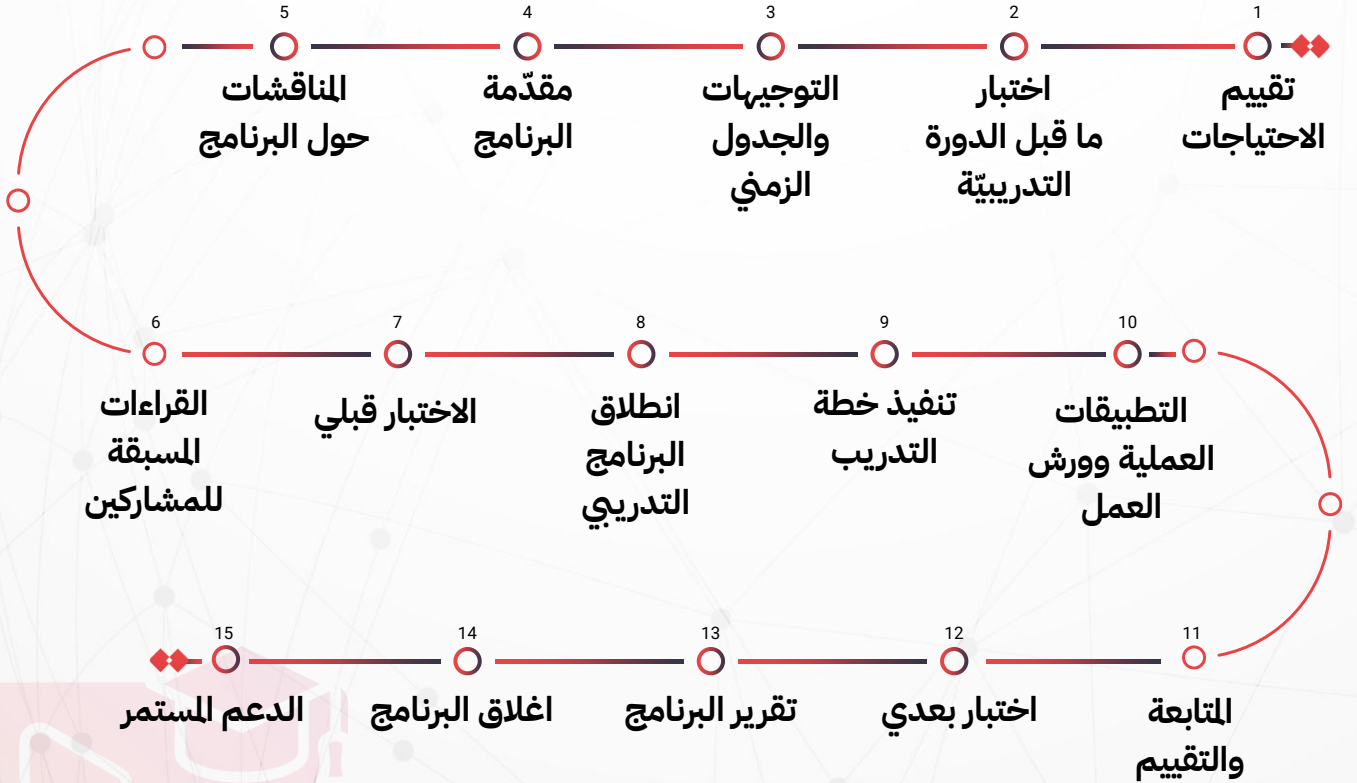 1
تقييم
الاحتياجات
2
اختبار
ما قبل الدورة
التدريبيّة
3
التوجيهات
والجدول
الزمني
4
مقدّمة
البرنامج
5
المناقشات
حول البرنامج
6
القراءات
المسبقة
للمشاركين
7
الاختبار قبلي
8
انطلاق
البرنامج
التدريبي
9
تنفيذ خطة
التدريب
10
التطبيقات
العملية وورش
العمل
11
المتابعة
والتقييم
12
اختبار بعدي
13
تقرير البرنامج
14
اغلاق البرنامج
15
الدعم المستمر